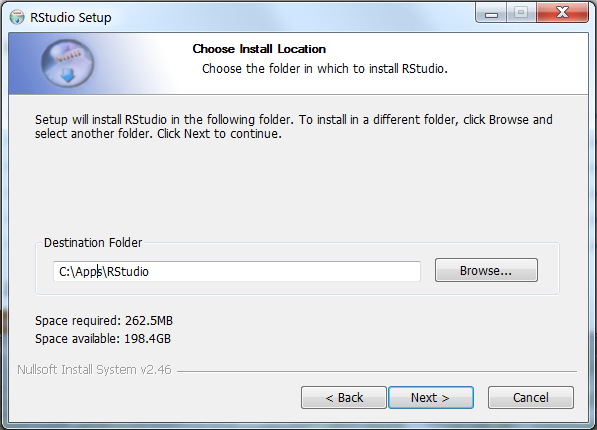 RStudio Setup
Choose Install Location
Choose the folder in which to install RStudio.
Setup will install RStudio in the following folder. To install in a different folder, click Browse and
select another folder. Click Next to continue.
Destination Folder
C:\Apps\RStudio
Browse...
Space required: 262.5MB
Space available: 198.4GB
Nullsoft Install System v2.46
< Back
Next >
Cancel